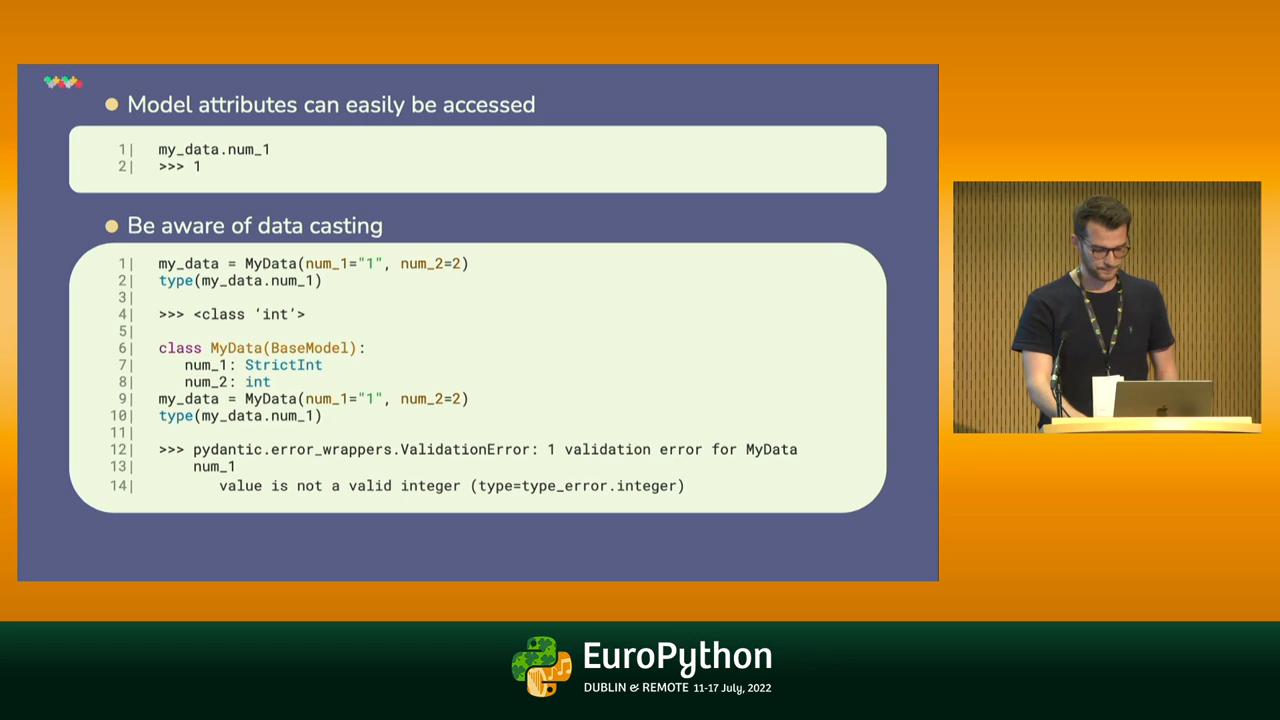 Model attributes can easily be accessed
1| my_data.num_1
2| >>> 1
Be aware of data casting
1| my_data = MyData(num_1="1", num_2=2)
2| type(my_data.num_1)
3|
4| >>> <class ‘int’>
5|
6| class MyData(BaseModel):
7| num_1: StrictInt
8| num_2: int
9| my_data = MyData(num_1="1", num_2=2)
10| type(my_data.num_1)
11|
12| >>> pydantic.error_wrappers.ValidationError: 1 validation error for MyData
13| num_1
14| value is not a valid integer (type=type_error.integer)
EuroPython
DUBLIN & REMOTE 11-17 July, 2022